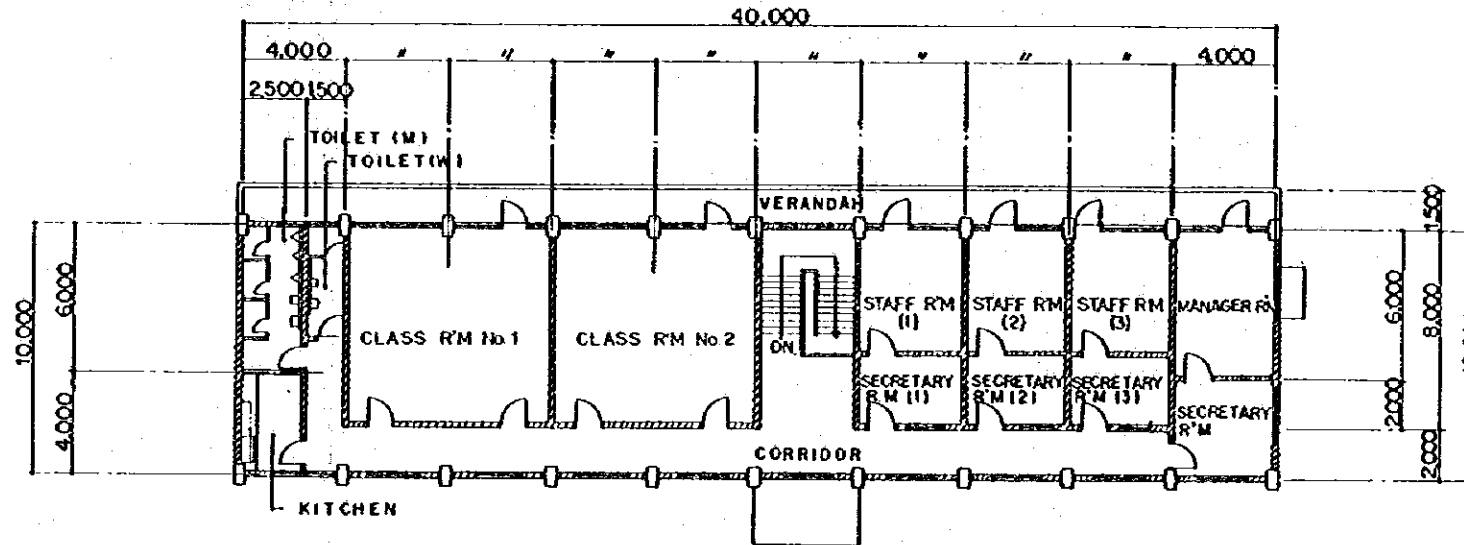 40.000
4.000 " " " " " " " " 4.000
2.500 1.500
TOILET (M)
TOILET (W)
VERANDAH
1.500
10.000
6.000
4.000
CLASS R'M No.1
CLASS R'M No.2
DN
STAFF R'M
(1)
STAFF R'M
(2)
STAFF R'M
(3)
MANAGER R'M
6.000
8.000
SECRETARY
R'M (1)
SECRETARY
R'M (2)
SECRETARY
R'M (3)
SECRETARY
R'M
2.000
2.000
CORRIDOR
KITCHEN